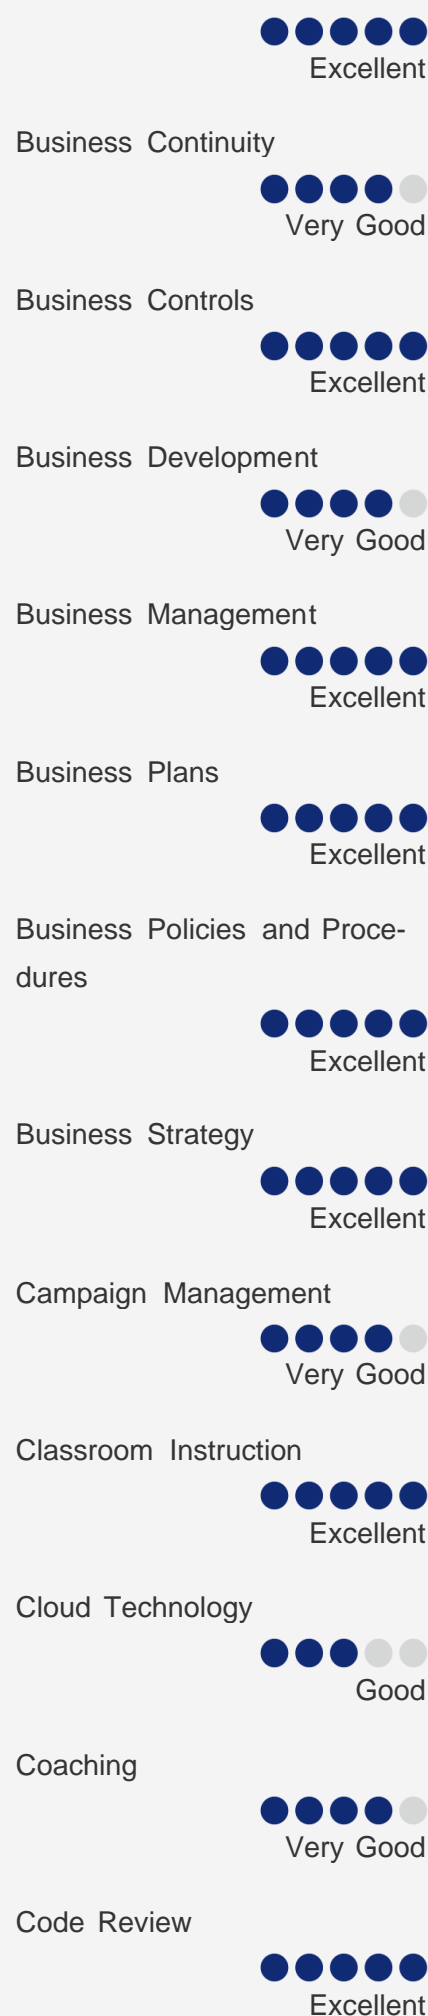 Excellent
Business Continuity
Very Good
Business Controls
Excellent
Business Development
Very Good
Business Management
Excellent
Business Plans
Excellent
Business Policies and Proce-
dures
Excellent
Business Strategy
Excellent
Campaign Management
Very Good
Classroom Instruction
Excellent
Cloud Technology
Good
Coaching
Very Good
Code Review
Excellent